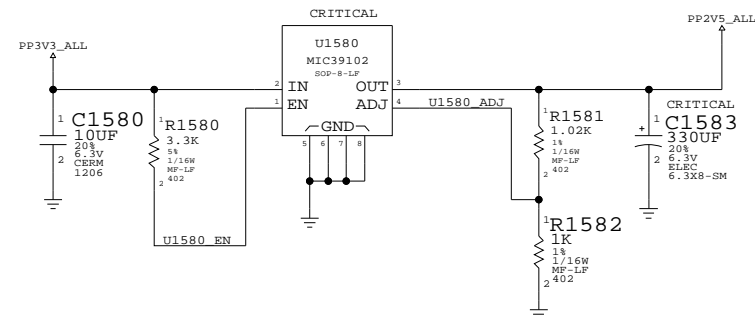 CRITICAL
PP2V5_ALL
PP3V3_ALL
U1580
MIC39102
SOP-8-LF
2 IN OUT 3
1 EN ADJ 4
U1580_ADJ
GND
5 6 7 8
1 C1580
10UF
20%
6.3V
CERM
1206
2
1 R1580
3.3K
5%
1/16W
MF-LF
402
2
U1580_EN
1 R1581
1.02K
1%
1/16W
MF-LF
402
2
CRITICAL
1 C1583
+
330UF
20%
6.3V
ELEC
6.3X8-SM
2
1 R1582
1K
1%
1/16W
MF-LF
402
2